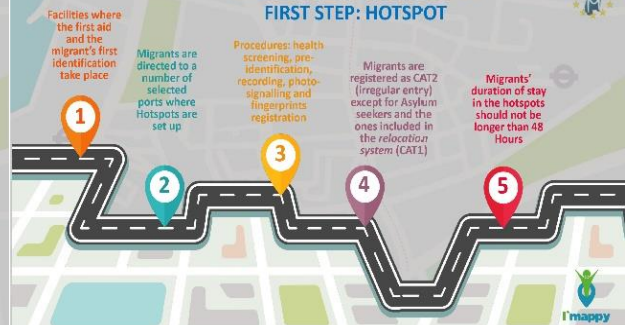 FIRST STEP: HOTSPOT
Facilities where
the first aid
and the
migrant's first
identification
take place
1
Migrants are
directed to a
number of
selected
ports where
Hotspots are
set up
2
Procedures: health
screening, pre-
identification,
recording, photo-
signalling and
fingerprints
registration
3
Migrants are
registered as CAT2
(irregular entry)
except for Asylum
seekers and the
ones included in
the relocation
system (CAT1)
4
Migrants'
duration of stay
in the hotspots
should not be
longer than 48
Hours
5
M
I'mappy